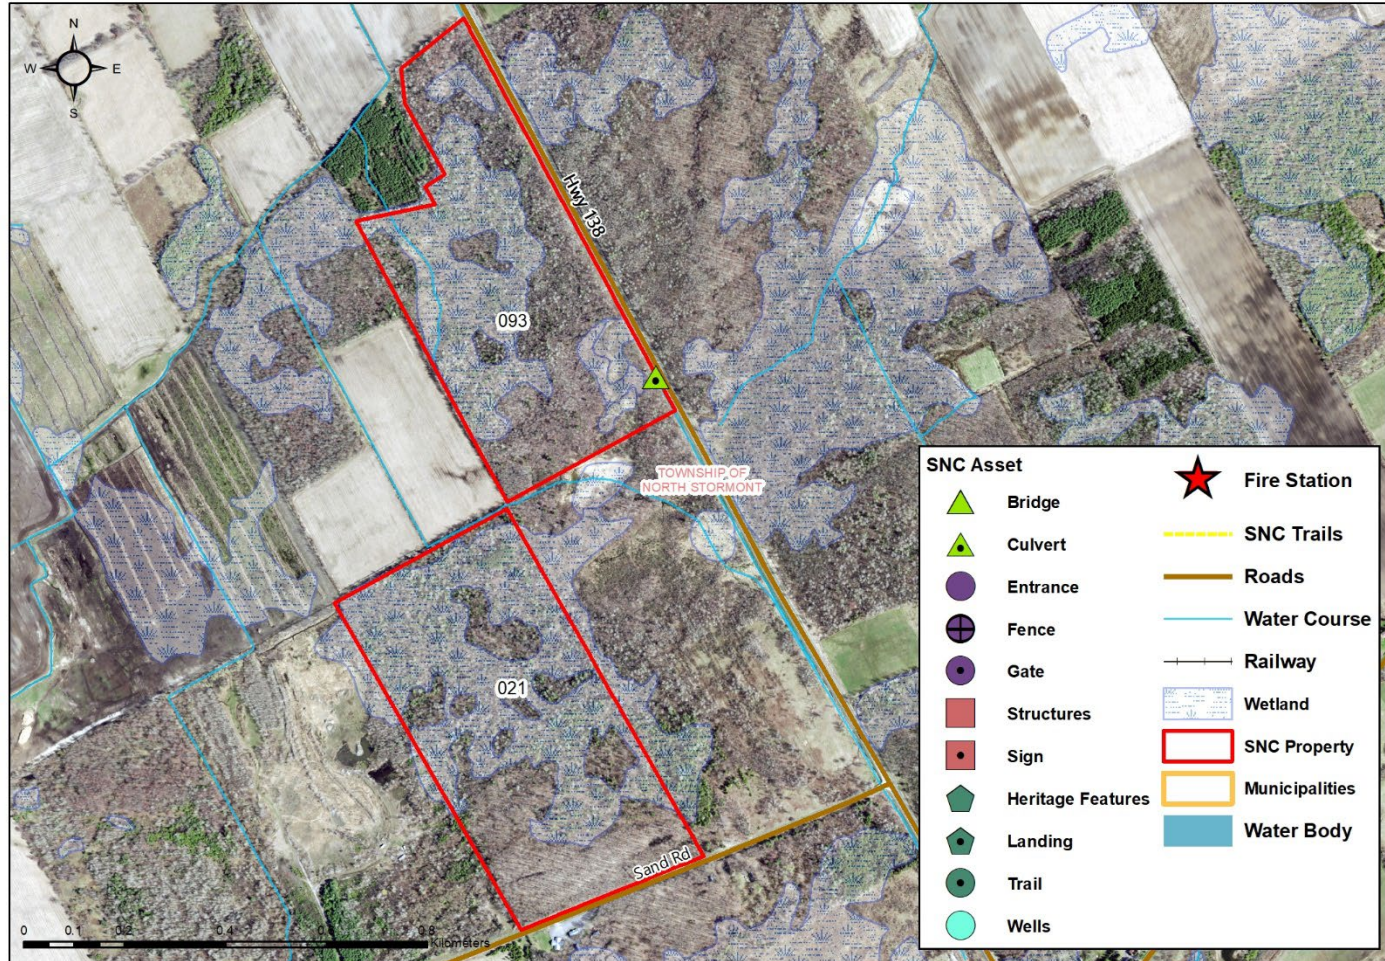 N
W E
S
Hwy 138
093
TOWNSHIP OF
NORTH STORMONT
021
Sand Rd
0 0.2 0.4 0.6 0.8
Kilometers
SNC Asset
Bridge
Culvert
Entrance
Fence
Gate
Structures
Sign
Heritage Features
Landing
Trail
Wells
Fire Station
SNC Trails
Roads
Water Course
Railway
Wetland
SNC Property
Municipalities
Water Body